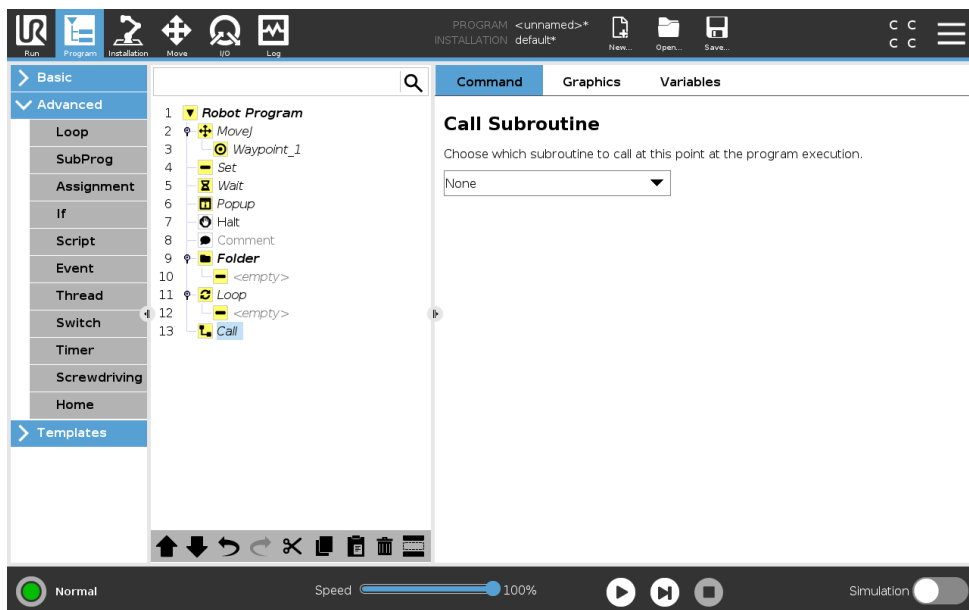 UR
Run
Program
Installation
Move
I/O
Log
PROGRAM <unnamed>*
INSTALLATION default*
New...
Open...
Save...
C C
C C
Basic
Advanced
Loop
SubProg
Assignment
If
Script
Event
Thread
Switch
Timer
Screwdriving
Home
Templates
1 Robot Program
2 MoveJ
3 Waypoint_1
4 Set
5 Wait
6 Popup
7 Halt
8 Comment
9 Folder
10 <empty>
11 Loop
12 <empty>
13 Call
Command Graphics Variables
Call Subroutine
Choose which subroutine to call at this point at the program execution.
None
Normal
Speed 100%
Simulation